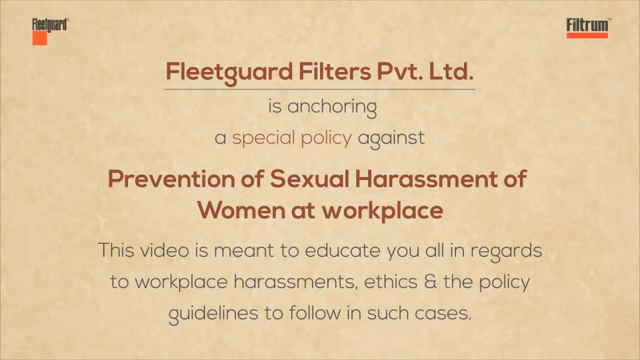 Fleetguard®
Filtrum™
Fleetguard Filters Pvt. Ltd.
is anchoring
a special policy against
Prevention of Sexual Harassment of
Women at workplace
This video is meant to educate you all in regards
to workplace harassments, ethics & the policy
guidelines to follow in such cases.